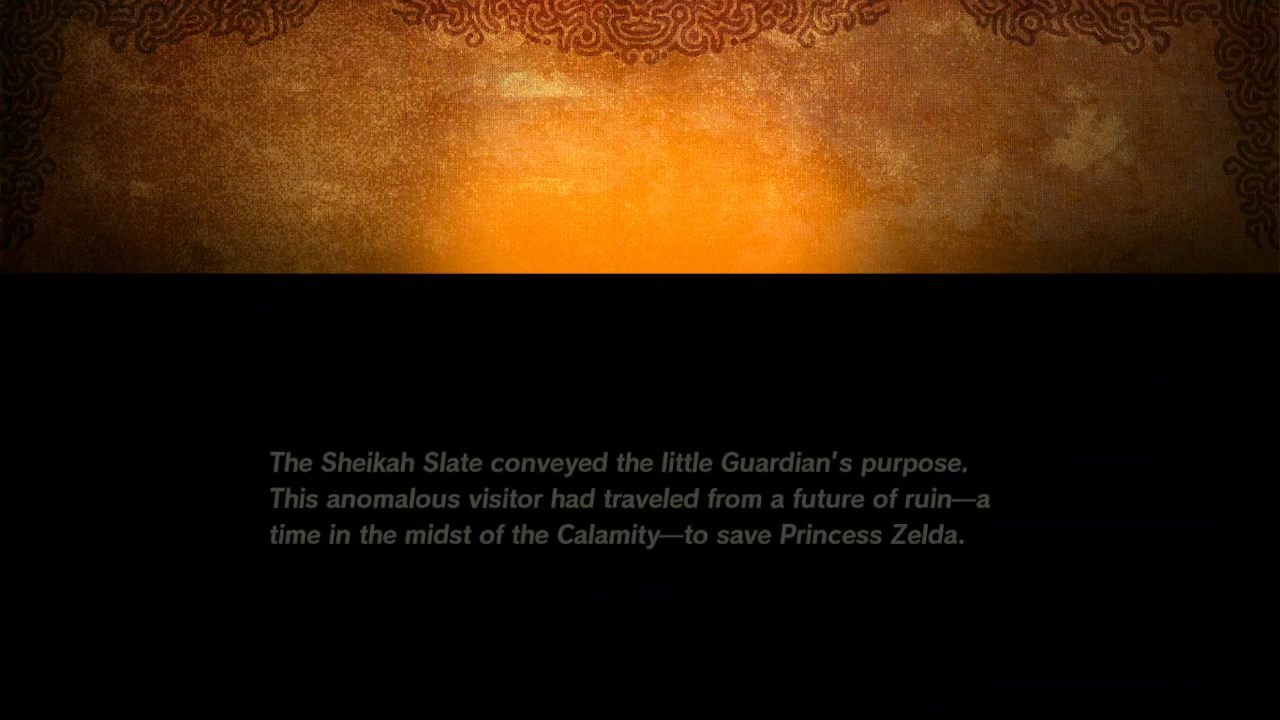 The Sheikah Slate conveyed the little Guardian's purpose.
This anomalous visitor had traveled from a future of ruin—a
time in the midst of the Calamity—to save Princess Zelda.